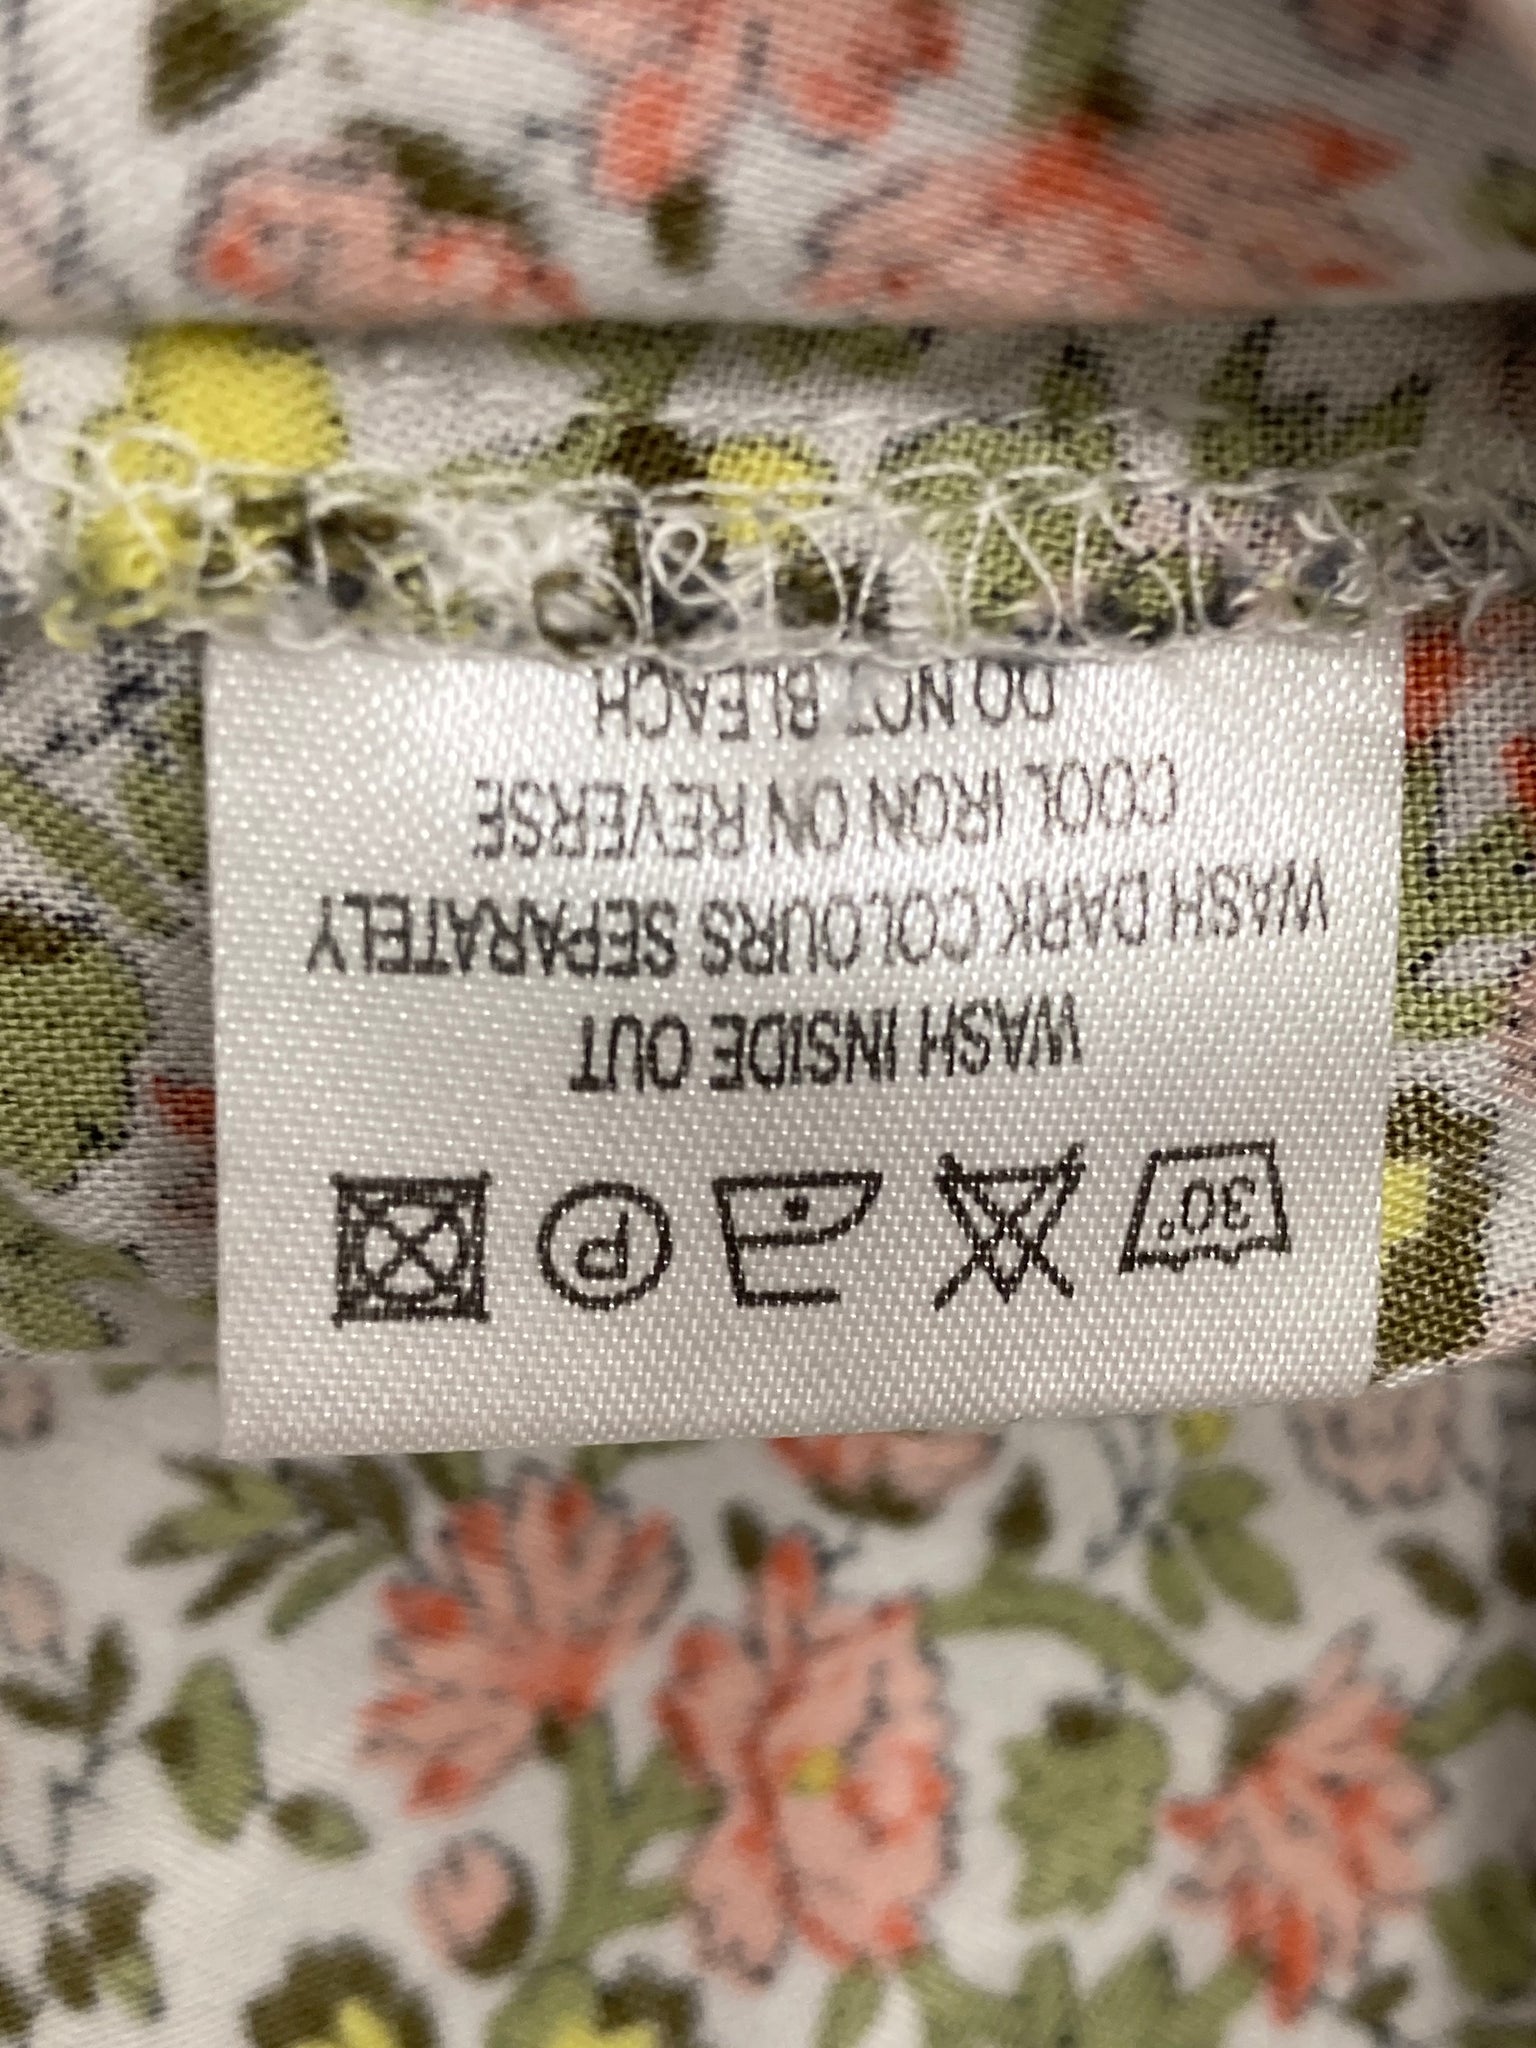 30°
P
WASH INSIDE OUT
WASH DARK COLOURS SEPARATELY
COOL IRON ON REVERSE
DO NOT BLEACH